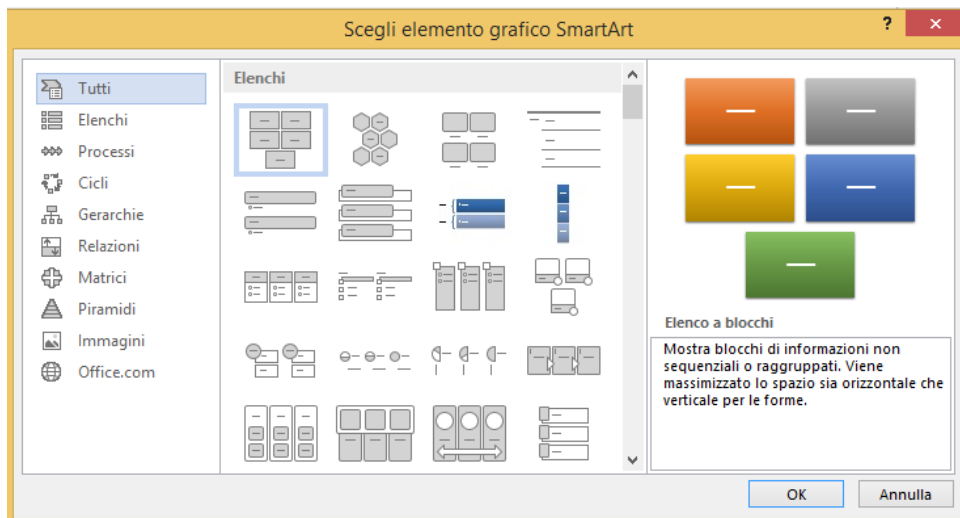 Scegli elemento grafico SmartArt
?
Tutti
Elenchi
Processi
Cicli
Gerarchie
Relazioni
Matrici
Piramidi
Immagini
Office.com
Elenchi
Elenco a blocchi
Mostra blocchi di informazioni non
sequenziali o raggruppati. Viene
massimizzato lo spazio sia orizzontale che
verticale per le forme.
OK
Annulla